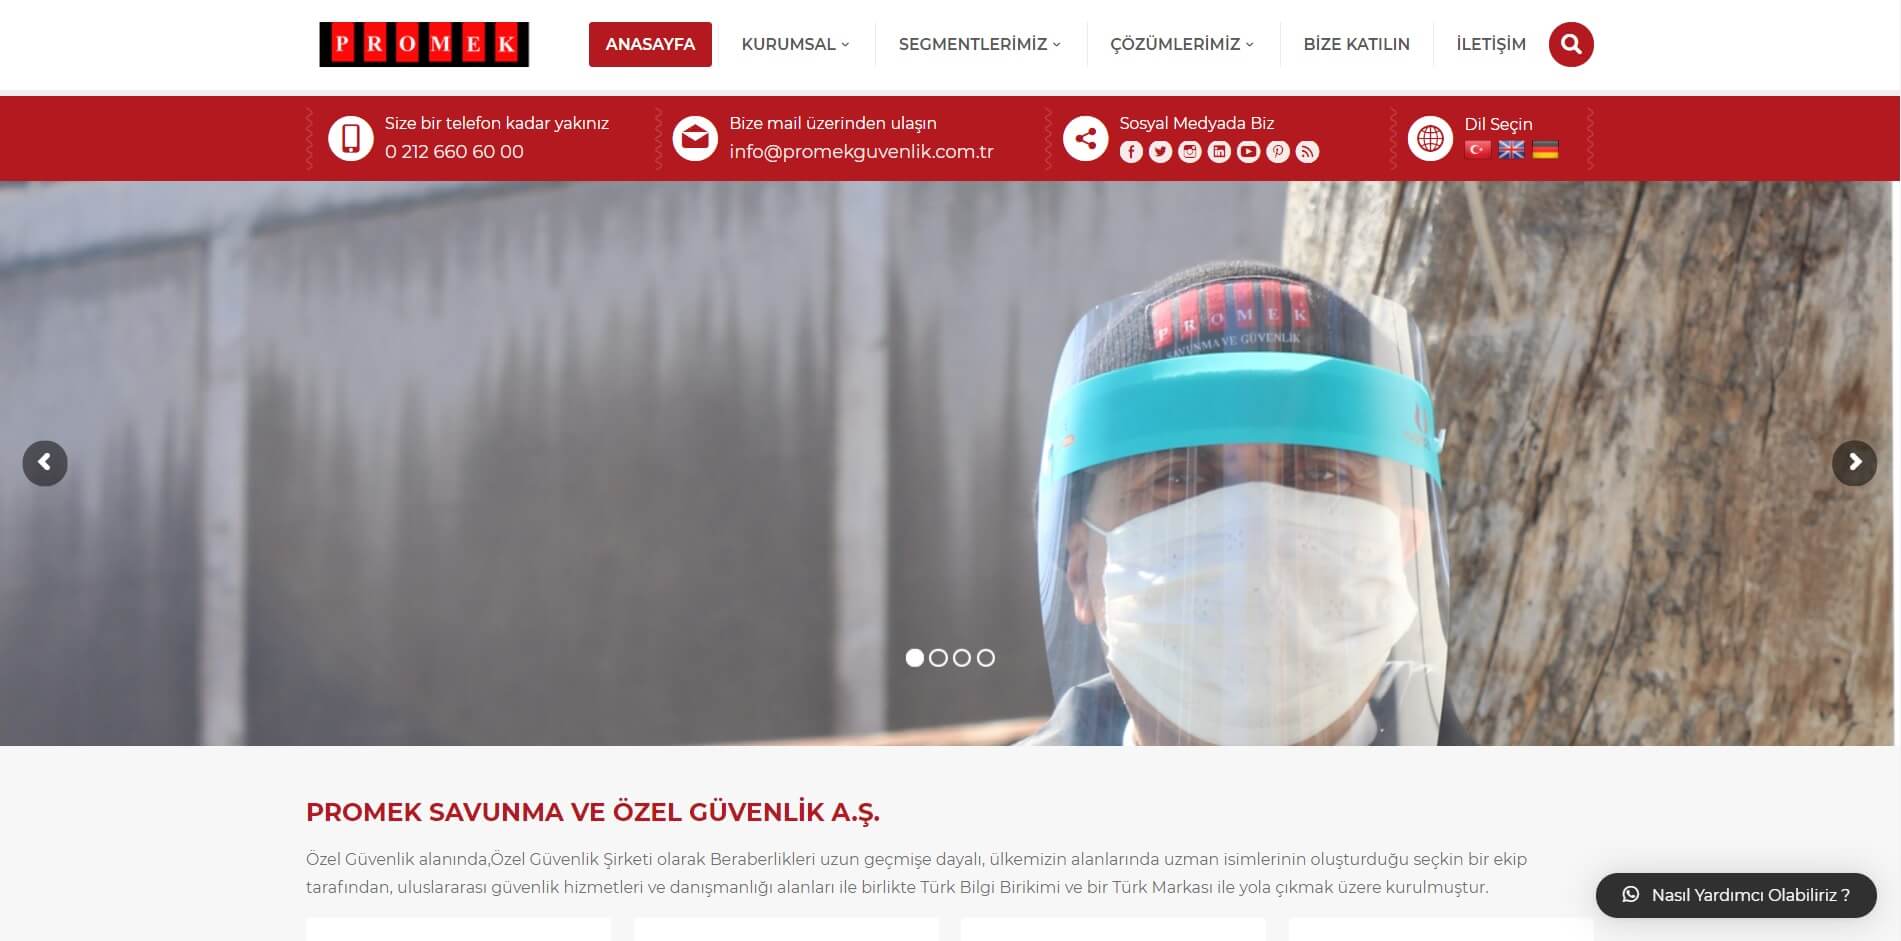 PROMEK
ANASAYFA
KURUMSAL
SEGMENTLERİMİZ
ÇÖZÜMLERİMİZ
BİZE KATILIN
İLETİŞİM
Size bir telefon kadar yakınız
0 212 660 60 00
Bize mail üzerinden ulaşın
info@promekguvenlik.com.tr
Sosyal Medyada Biz
Dil Seçin
PROMEK
SAVUNMA VE GÜVENLİK
PROMEK SAVUNMA VE ÖZEL GÜVENLİK A.Ş.
Özel Güvenlik alanında,Özel Güvenlik Şirketi olarak Beraberlikleri uzun geçmişe dayalı, ülkemizin alanlarında uzman isimlerinin oluşturduğu seçkin bir ekip
tarafından, uluslararası güvenlik hizmetleri ve danışmanlığı alanları ile birlikte Türk Bilgi Birikimi ve bir Türk Markası ile yola çıkmak üzere kurulmuştur.
Nasıl Yardımcı Olabiliriz ?